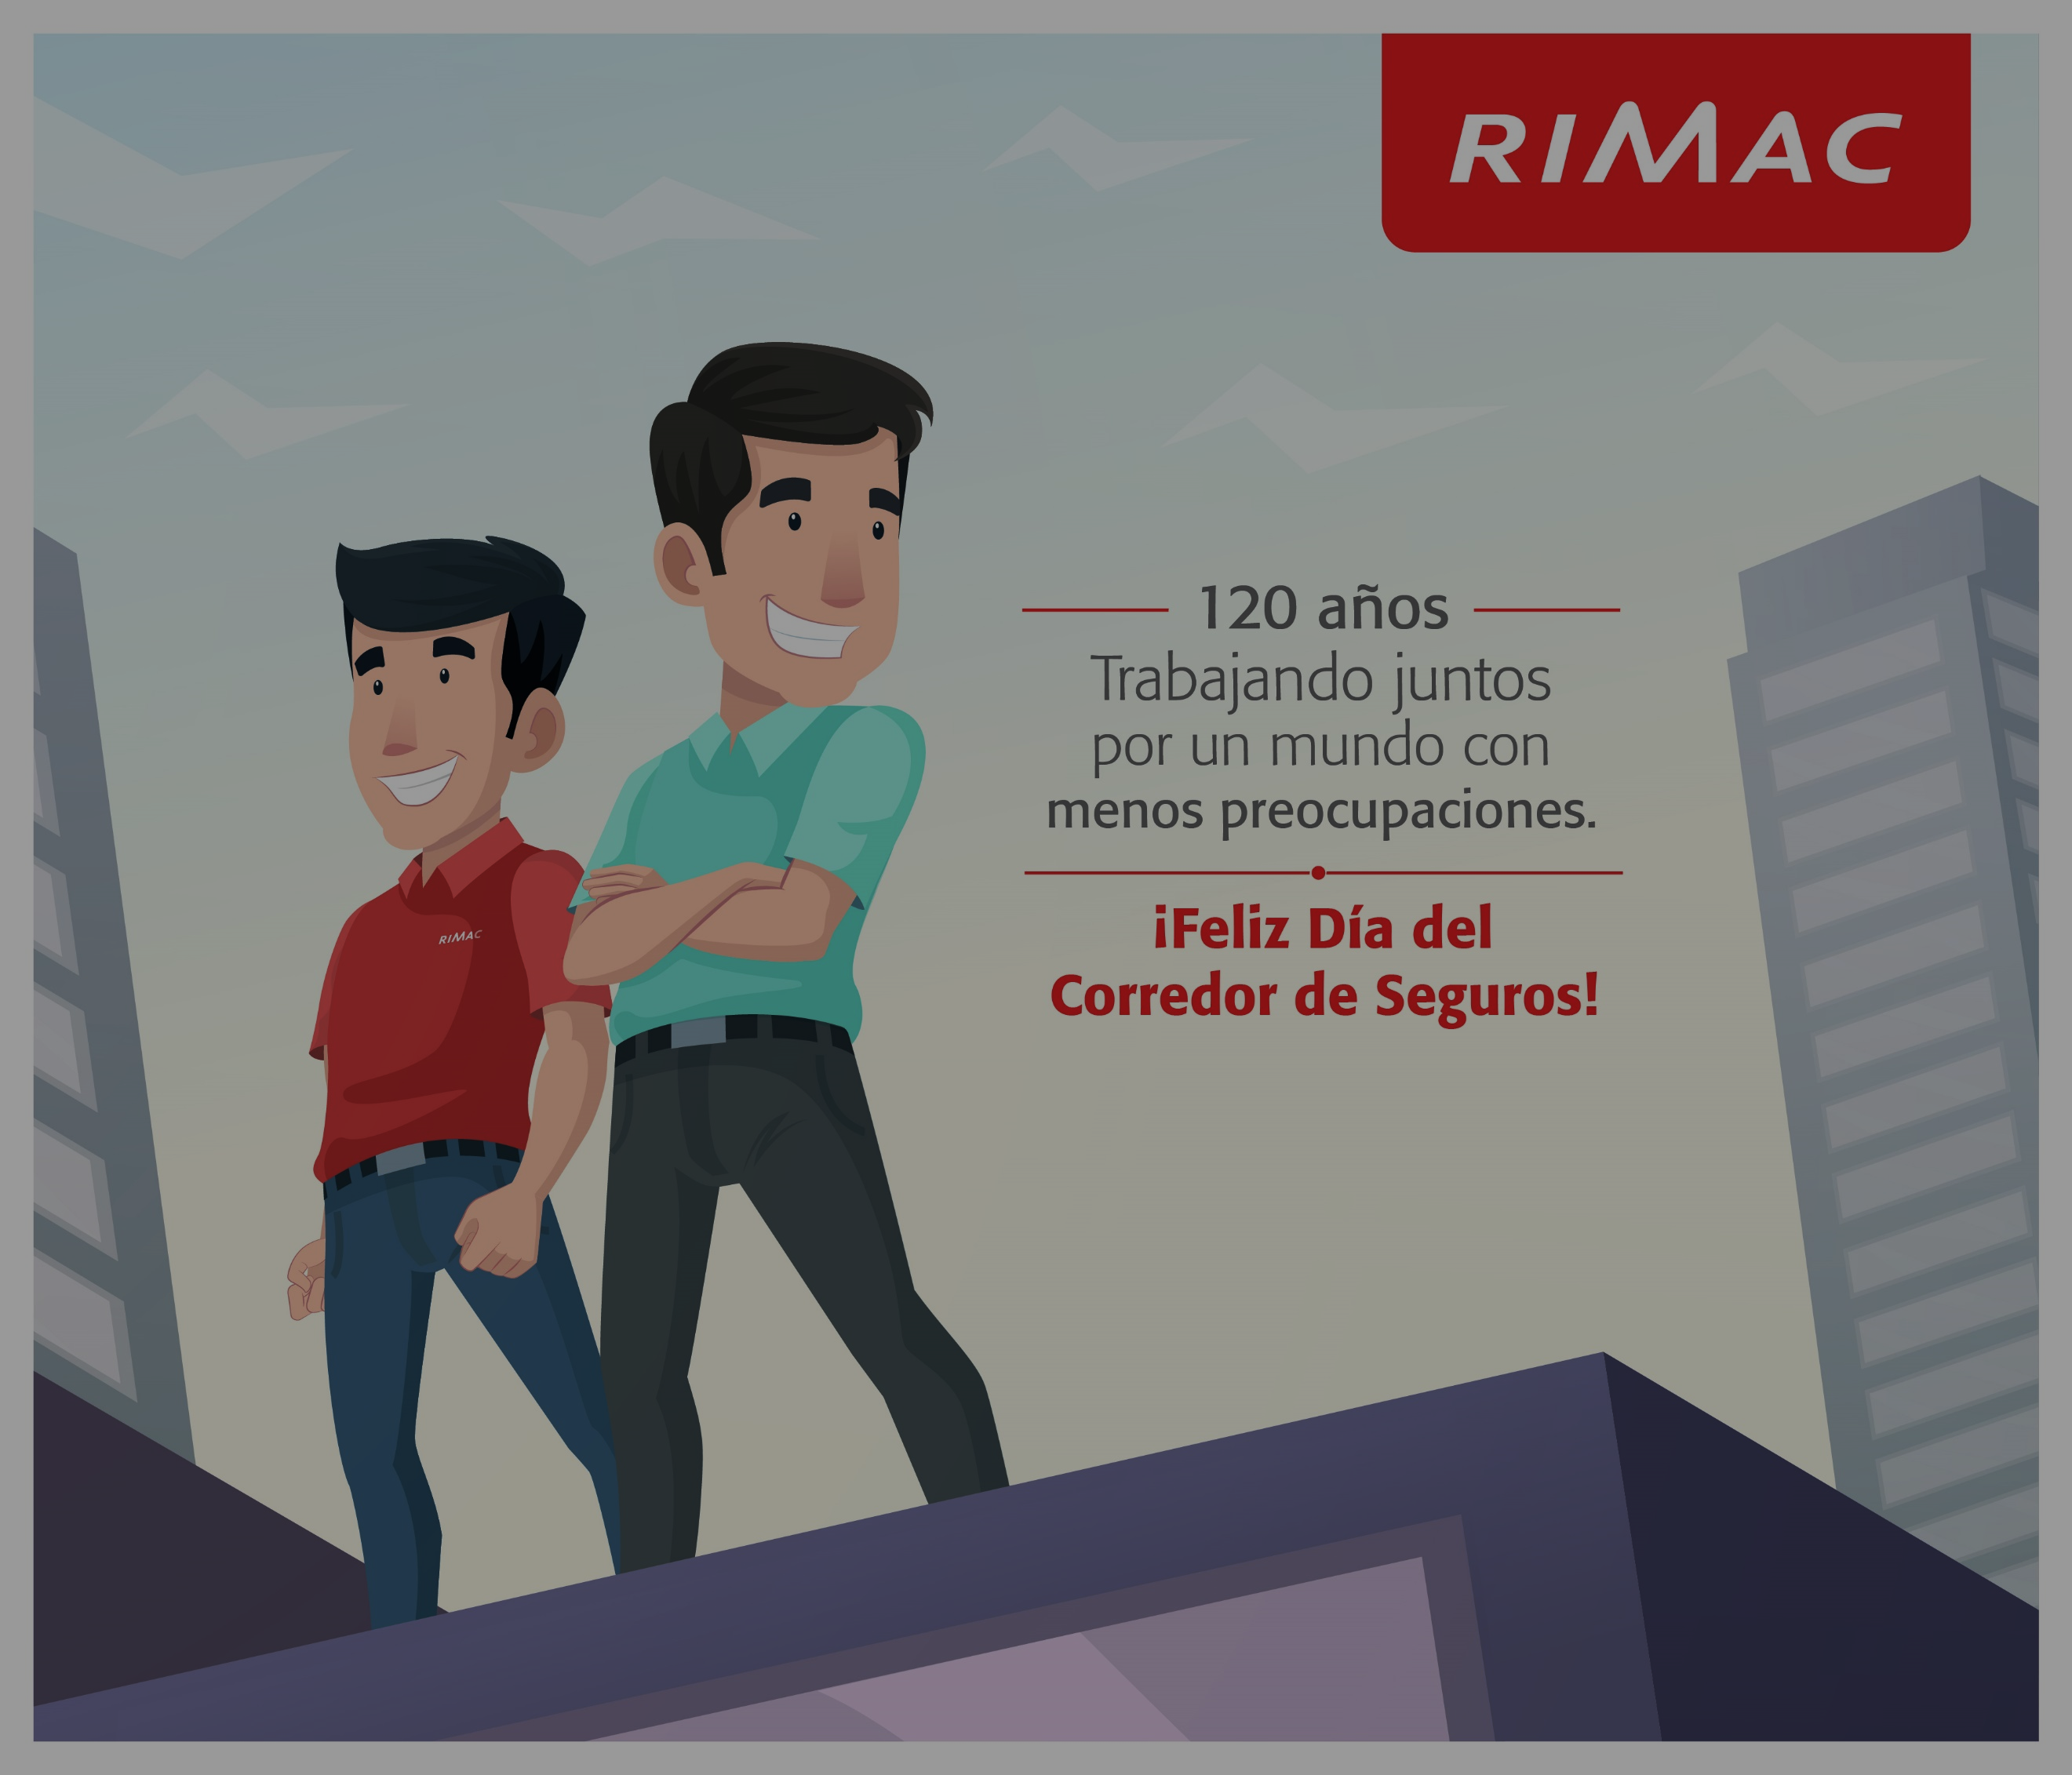 RIMAC
120 años
Trabajando juntos
por un mundo con
menos preocupaciones.
¡Feliz Día del
Corredor de Seguros!
RIMAC